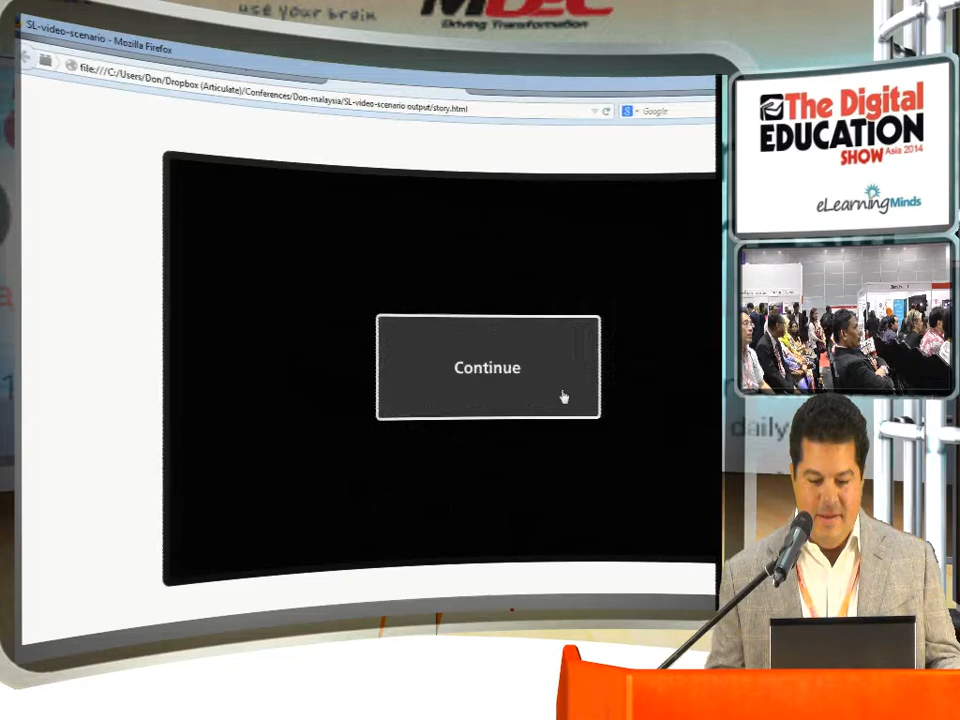 use your brain
MDEC
Driving Transformation
SL-video-scenario - Mozilla Firefox
file:///C:/Users/Don/Dropbox (Articulate)/Conferences/Don-malaysia/SL-video-scenario output/story.html
Google
Continue
The Digital
EDUCATION
SHOW Asia 2014
eLearningMinds
daily